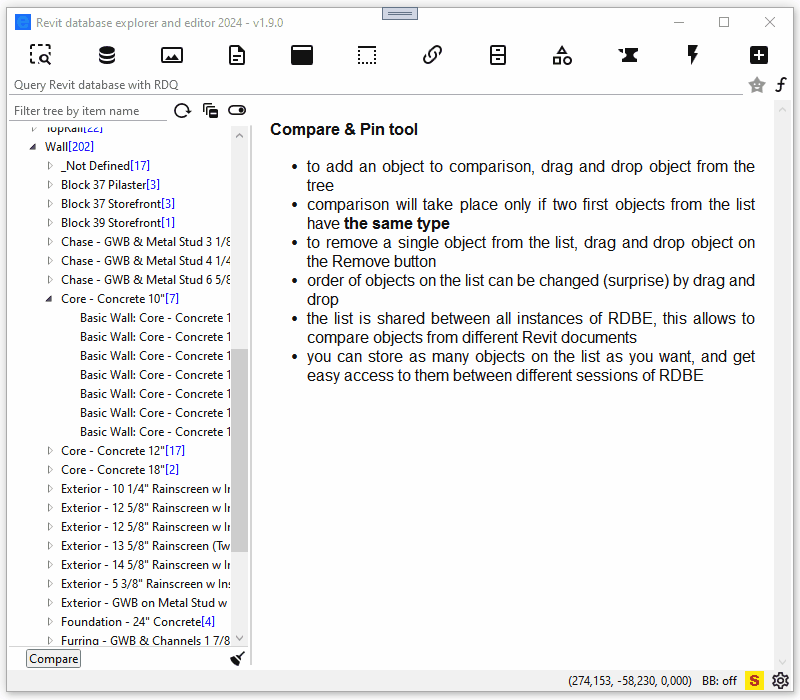 Revit database explorer and editor 2024 - v1.9.0
Query Revit database with RDQ
Filter tree by item name
TopRail[22]
Wall[202]
_Not Defined[17]
Block 37 Pilaster[3]
Block 37 Storefront[3]
Block 39 Storefront[1]
Chase - GWB & Metal Stud 3 1/8
Chase - GWB & Metal Stud 4 1/4
Chase - GWB & Metal Stud 6 5/8
Core - Concrete 10"[7]
Basic Wall: Core - Concrete 1
Basic Wall: Core - Concrete 1
Basic Wall: Core - Concrete 1
Basic Wall: Core - Concrete 1
Basic Wall: Core - Concrete 1
Basic Wall: Core - Concrete 1
Basic Wall: Core - Concrete 1
Core - Concrete 12"[17]
Core - Concrete 18"[2]
Exterior - 10 1/4" Rainscreen w In
Exterior - 12 5/8" Rainscreen w In
Exterior - 12 5/8" Rainscreen w In
Exterior - 13 5/8" Rainscreen (Tw
Exterior - 14 5/8" Rainscreen w In
Exterior - 5 3/8" Rainscreen w Ins
Exterior - GWB on Metal Stud w
Foundation - 24" Concrete[4]
Furring - GWB & Channels 1 7/8
Compare
Compare & Pin tool
• to add an object to comparison, drag and drop object from the
tree
• comparison will take place only if two first objects from the list
have the same type
• to remove a single object from the list, drag and drop object on
the Remove button
• order of objects on the list can be changed (surprise) by drag and
drop
• the list is shared between all instances of RDBE, this allows to
compare objects from different Revit documents
• you can store as many objects on the list as you want, and get
easy access to them between different sessions of RDBE
(274,153, -58,230, 0,000) BB: off S